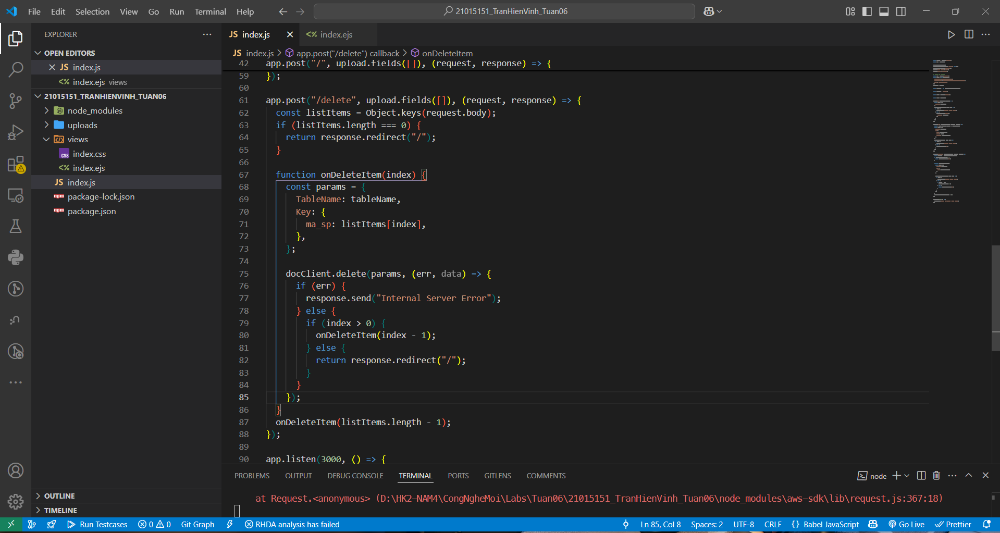 File Edit Selection View Go Run Terminal Help
21015151_TranHienVinh_Tuan06
EXPLORER
OPEN EDITORS
JS index.js
<% index.ejs views
21015151_TRANHIENVINH_TUAN06
node_modules
uploads
views
index.css
<% index.ejs
JS index.js
package-lock.json
package.json
OUTLINE
TIMELINE
JS index.js
<% index.ejs
JS index.js > app.post("/delete") callback > onDeleteItem
42 app.post("/", upload.fields([]), (request, response) => {
59 });
60
61 app.post("/delete", upload.fields([]), (request, response) => {
62 const listItems = Object.keys(request.body);
63 if (listItems.length === 0) {
64 return response.redirect("/");
65 }
66
67 function onDeleteItem(index) {
68 const params = {
69 TableName: tableName,
70 Key: {
71 ma_sp: listItems[index],
72 },
73 };
74
75 docClient.delete(params, (err, data) => {
76 if (err) {
77 response.send("Internal Server Error");
78 } else {
79 if (index > 0) {
80 onDeleteItem(index - 1);
81 } else {
82 return response.redirect("/");
83 }
84 }
85 });
86 }
87 onDeleteItem(listItems.length - 1);
88 });
89
90 app.listen(3000, () => {
PROBLEMS OUTPUT DEBUG CONSOLE TERMINAL PORTS GITLENS COMMENTS
node
at Request.<anonymous> (D:\HK2-NAM4\CongNgheMoi\Labs\Tuan06\21015151_TranHienVinh_Tuan06\node_modules\aws-sdk\lib\request.js:367:18)
Run Testcases 0 0 Git Graph RHDA analysis has failed
Ln 85, Col 8 Spaces: 2 UTF-8 CRLF {} Babel JavaScript Go Live Prettier